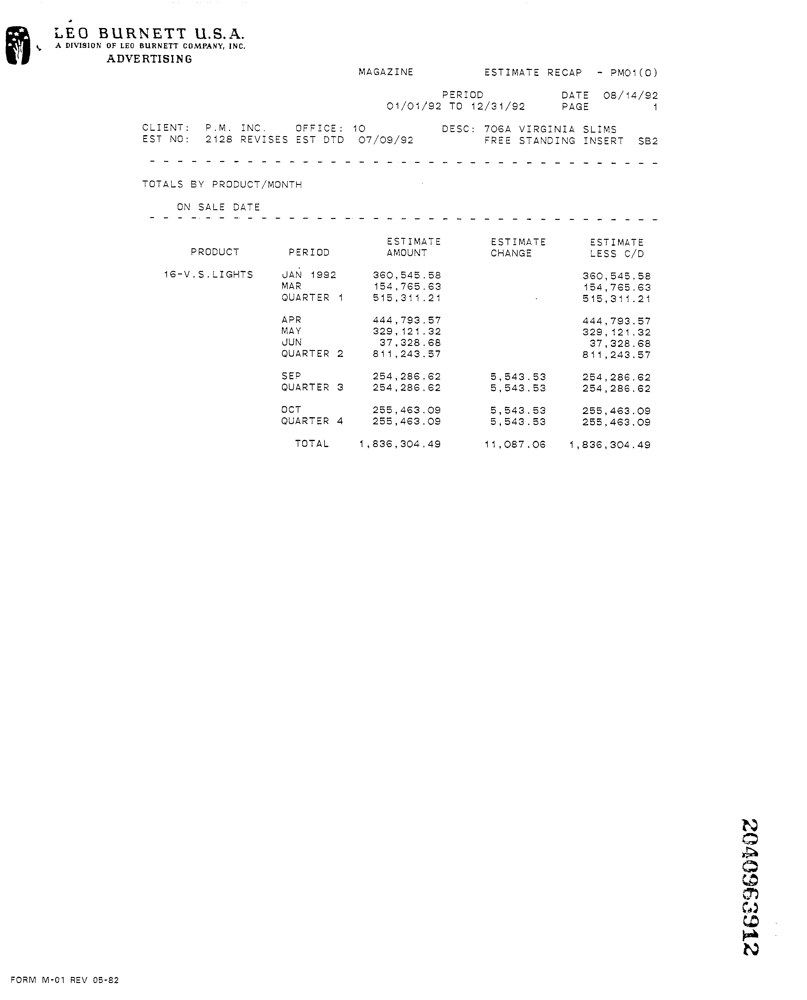 LEO BURNETT U.S.A.
A DIVISION OF LEO BURNETT COMPANY, INC.
ADVERTISING
MAGAZINE ESTIMATE RECAP - PM01(0)
PERIOD DATE 08/14/92
01/01/92 TO 12/31/92 PAGE 1
CLIENT: P.M. INC. OFFICE: 10 DESC: 706A VIRGINIA SLIMS
EST NO: 2128 REVISES EST DTD 07/09/92 FREE STANDING INSERT SB2
TOTALS BY PRODUCT/MONTH
ON SALE DATE
ESTIMATE ESTIMATE ESTIMATE
PRODUCT PERIOD AMOUNT CHANGE LESS C/D
16-V.S.LIGHTS JAN 1992 360,545.58 360,545.58
MAR 154,765.63 154,765.63
QUARTER 1 515,311.21 515,311.21
APR 444,793.57 444,793.57
MAY 329,121.32 329,121.32
JUN 37,328.68 37,328.68
QUARTER 2 811,243.57 811,243.57
SEP 254,286.62 5,543.53 254,286.62
QUARTER 3 254,286.62 5,543.53 254,286.62
OCT 255,463.09 5,543.53 255,463.09
QUARTER 4 255,463.09 5,543.53 255,463.09
TOTAL 1,836,304.49 11,087.06 1,836,304.49
2040963912
FORM M-01 REV 05-82